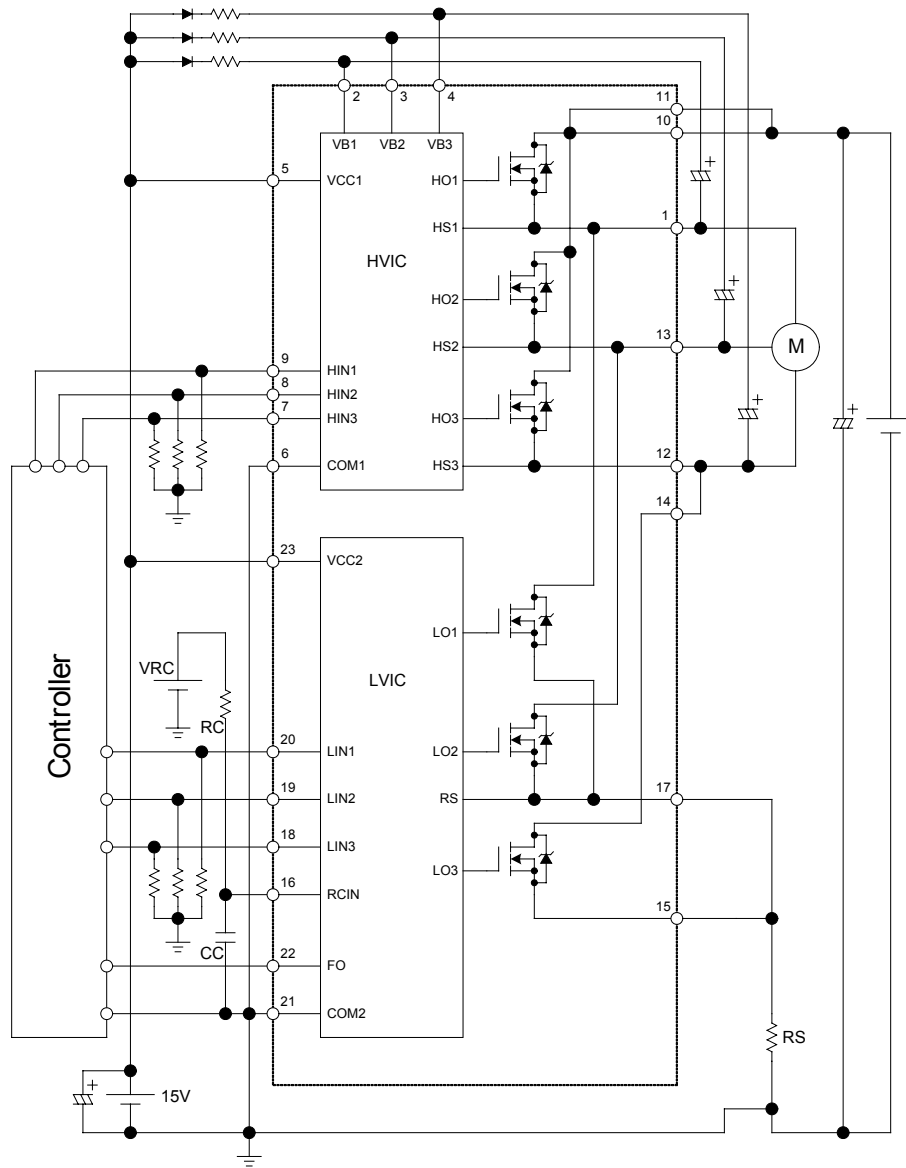 2
3
4
11
10
VB1
VB2
VB3
5
VCC1
HO1
+
1
HS1
HVIC
HO2
+
13
HS2
M
9
HIN1
8
HIN2
7
HIN3
HO3
+
+
6
COM1
12
HS3
14
23
VCC2
LO1
LVIC
VRC
RC
Controller
20
LIN1
LO2
19
LIN2
RS
17
18
LIN3
LO3
16
RCIN
15
CC
22
FO
21
COM2
RS
+
15V